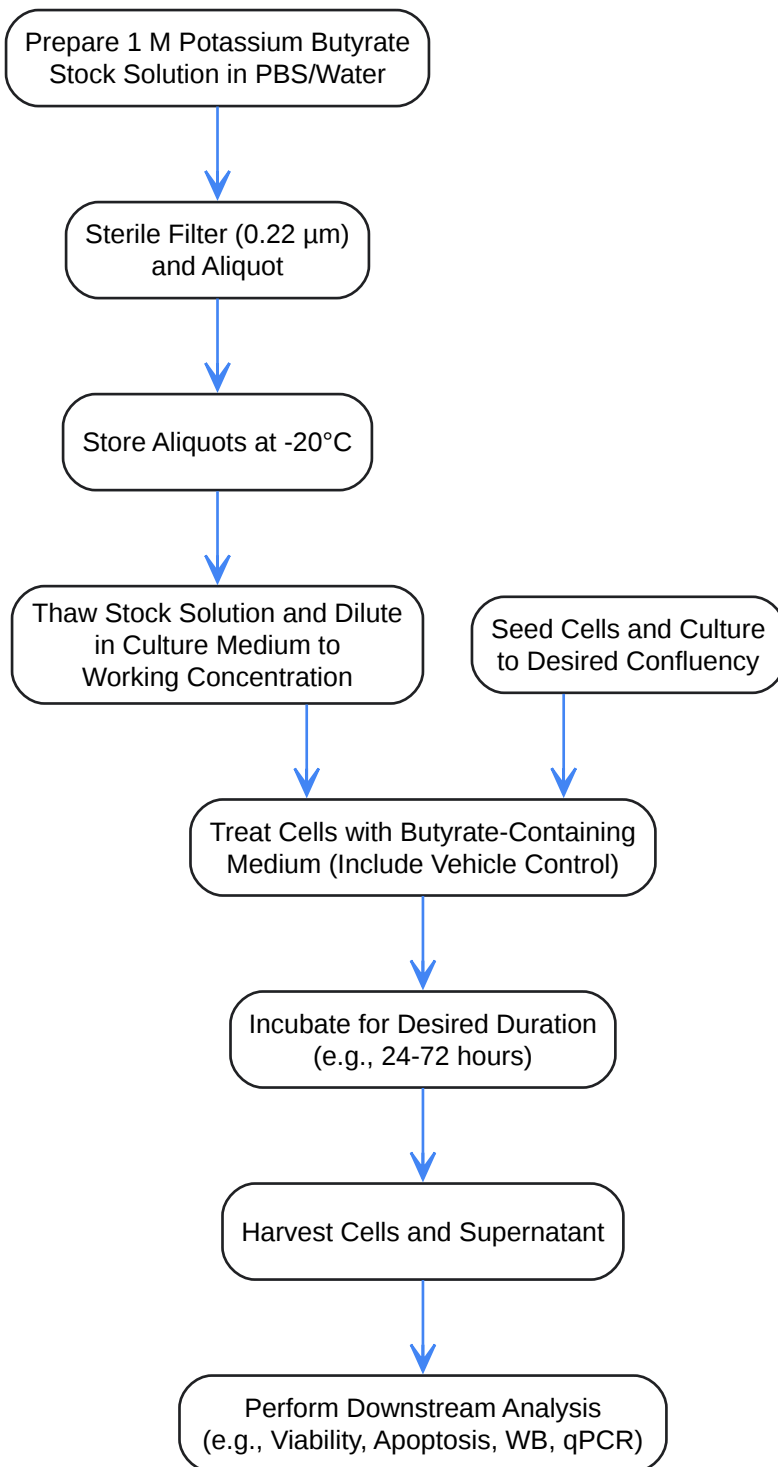 Prepare 1 M Potassium Butyrate
Stock Solution in PBS/Water
Sterile Filter (0.22 µm)
and Aliquot
Store Aliquots at -20°C
Thaw Stock Solution and Dilute
in Culture Medium to
Working Concentration
Seed Cells and Culture
to Desired Confluency
Treat Cells with Butyrate-Containing
Medium (Include Vehicle Control)
Incubate for Desired Duration
(e.g., 24-72 hours)
Harvest Cells and Supernatant
Perform Downstream Analysis
(e.g., Viability, Apoptosis, WB, qPCR)